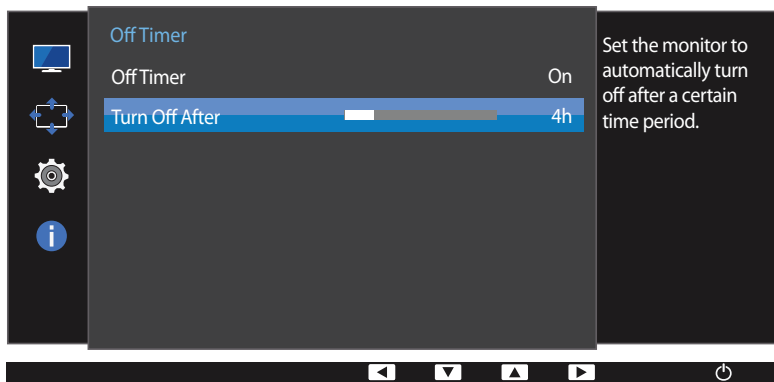 Off Timer
Off Timer On
Turn Off After 4h
Set the monitor to
automatically turn
off after a certain
time period.